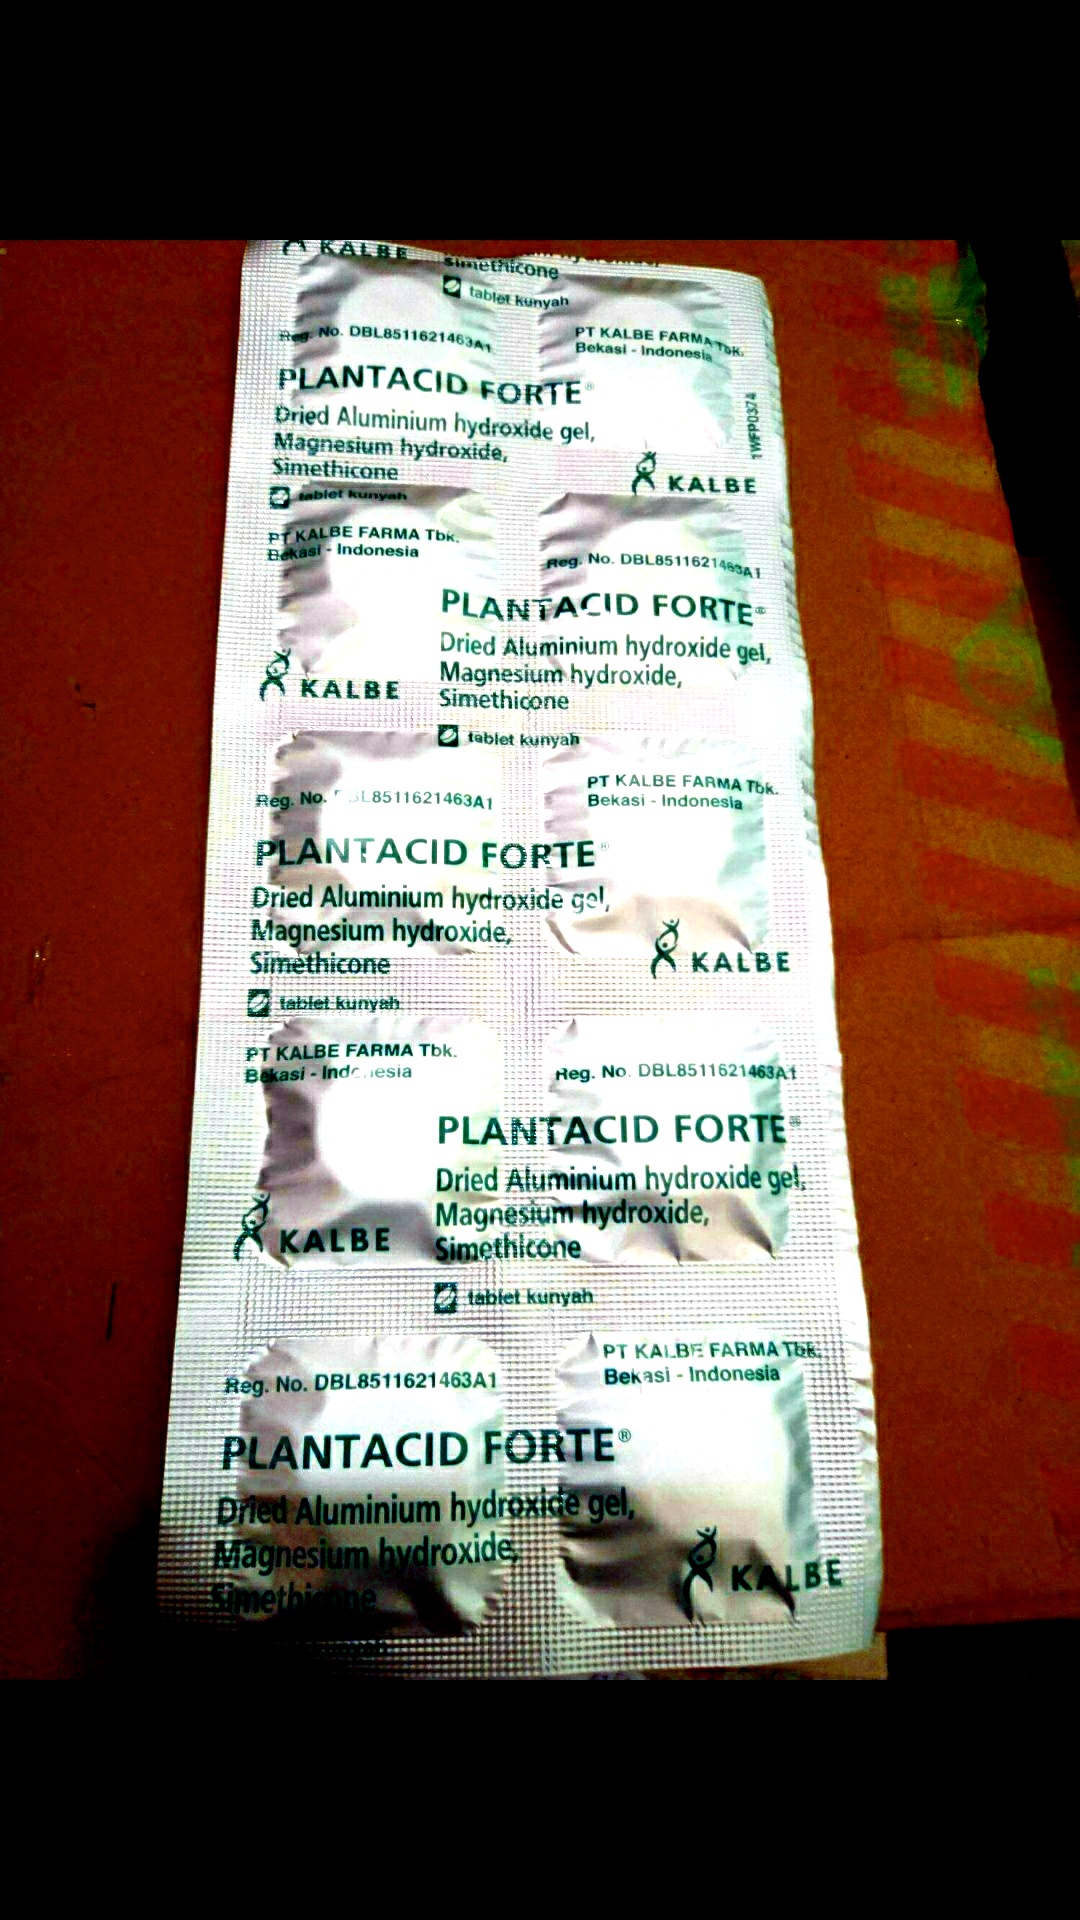 KALBE
Simethicone
tablet kunyah
Reg. No. DBL8511621463A1
PT KALBE FARMA Tbk.
Bekasi - Indonesia
PLANTACID FORTE®
Dried Aluminium hydroxide gel,
Magnesium hydroxide,
Simethicone
tablet kunyah
1WFP0374
KALBE
PT KALBE FARMA Tbk.
Bekasi - Indonesia
Reg. No. DBL8511621463A1
PLANTACID FORTE®
Dried Aluminium hydroxide gel,
Magnesium hydroxide,
Simethicone
KALBE
tablet kunyah
Reg. No. DBL8511621463A1
PT KALBE FARMA Tbk.
Bekasi - Indonesia
PLANTACID FORTE®
Dried Aluminium hydroxide gel,
Magnesium hydroxide,
Simethicone
tablet kunyah
KALBE
PT KALBE FARMA Tbk.
Bekasi - Indonesia
Reg. No. DBL8511621463A1
PLANTACID FORTE®
Dried Aluminium hydroxide gel,
Magnesium hydroxide,
Simethicone
KALBE
tablet kunyah
Reg. No. DBL8511621463A1
PT KALBE FARMA Tbk.
Bekasi - Indonesia
PLANTACID FORTE®
Dried Aluminium hydroxide gel,
Magnesium hydroxide,
Simethicone
KALBE